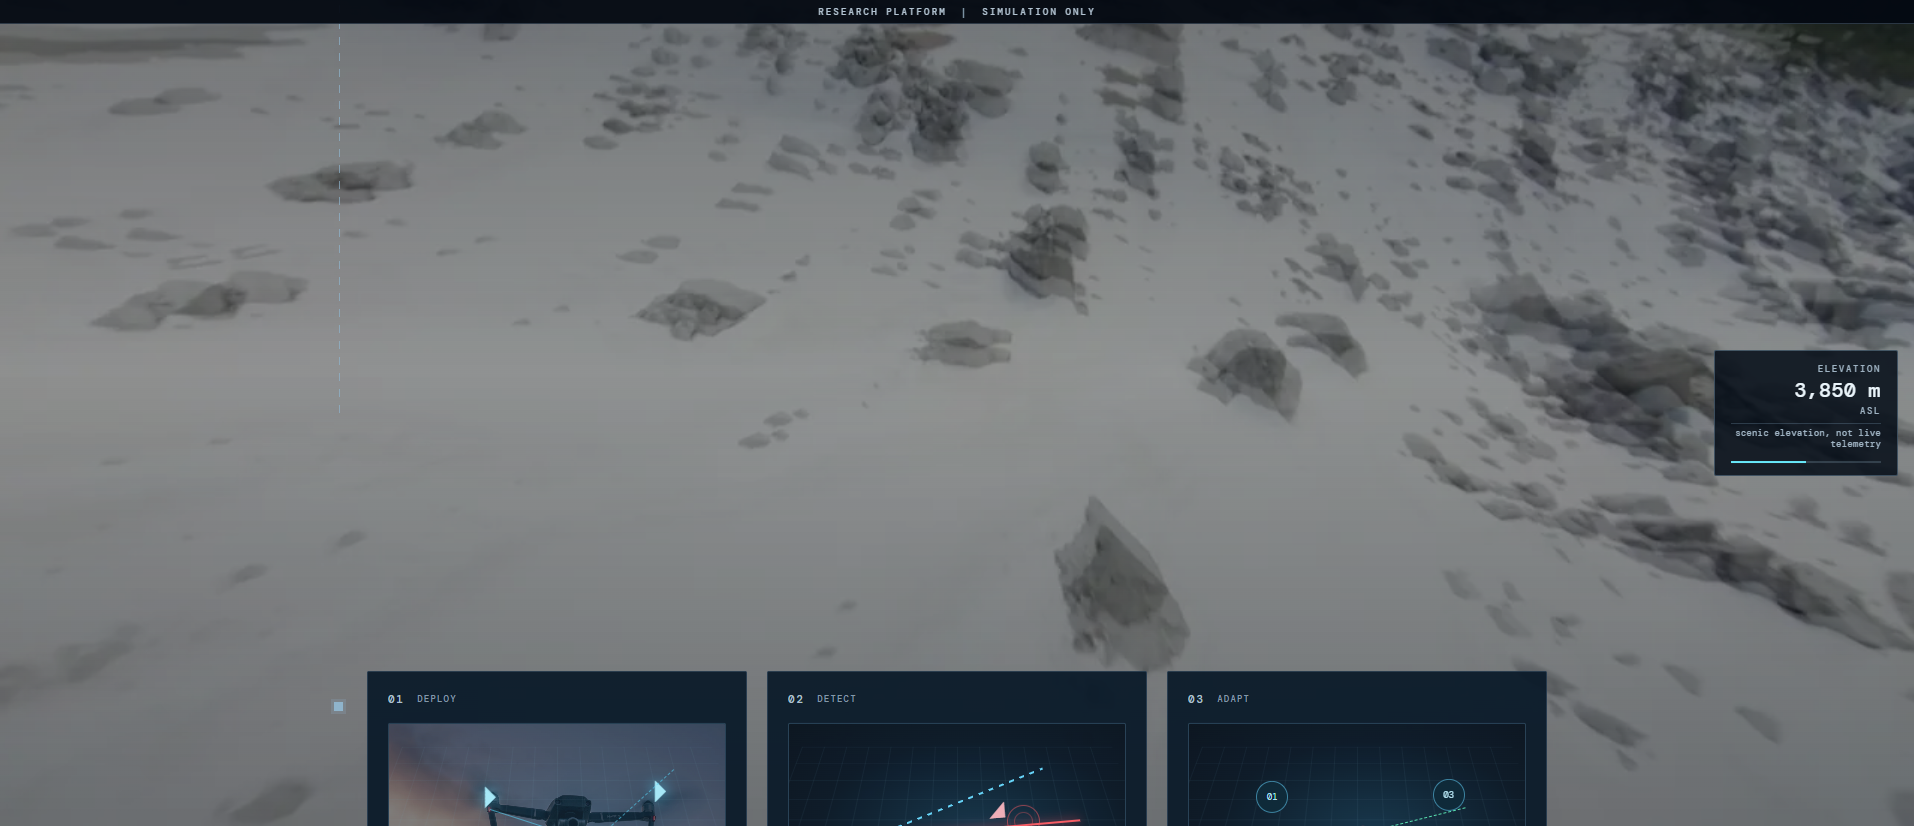 RESEARCH PLATFORM | SIMULATION ONLY
ELEVATION
3,850 m
ASL
scenic elevation, not live
telemetry
01 DEPLOY
02 DETECT
03 ADAPT
01
03